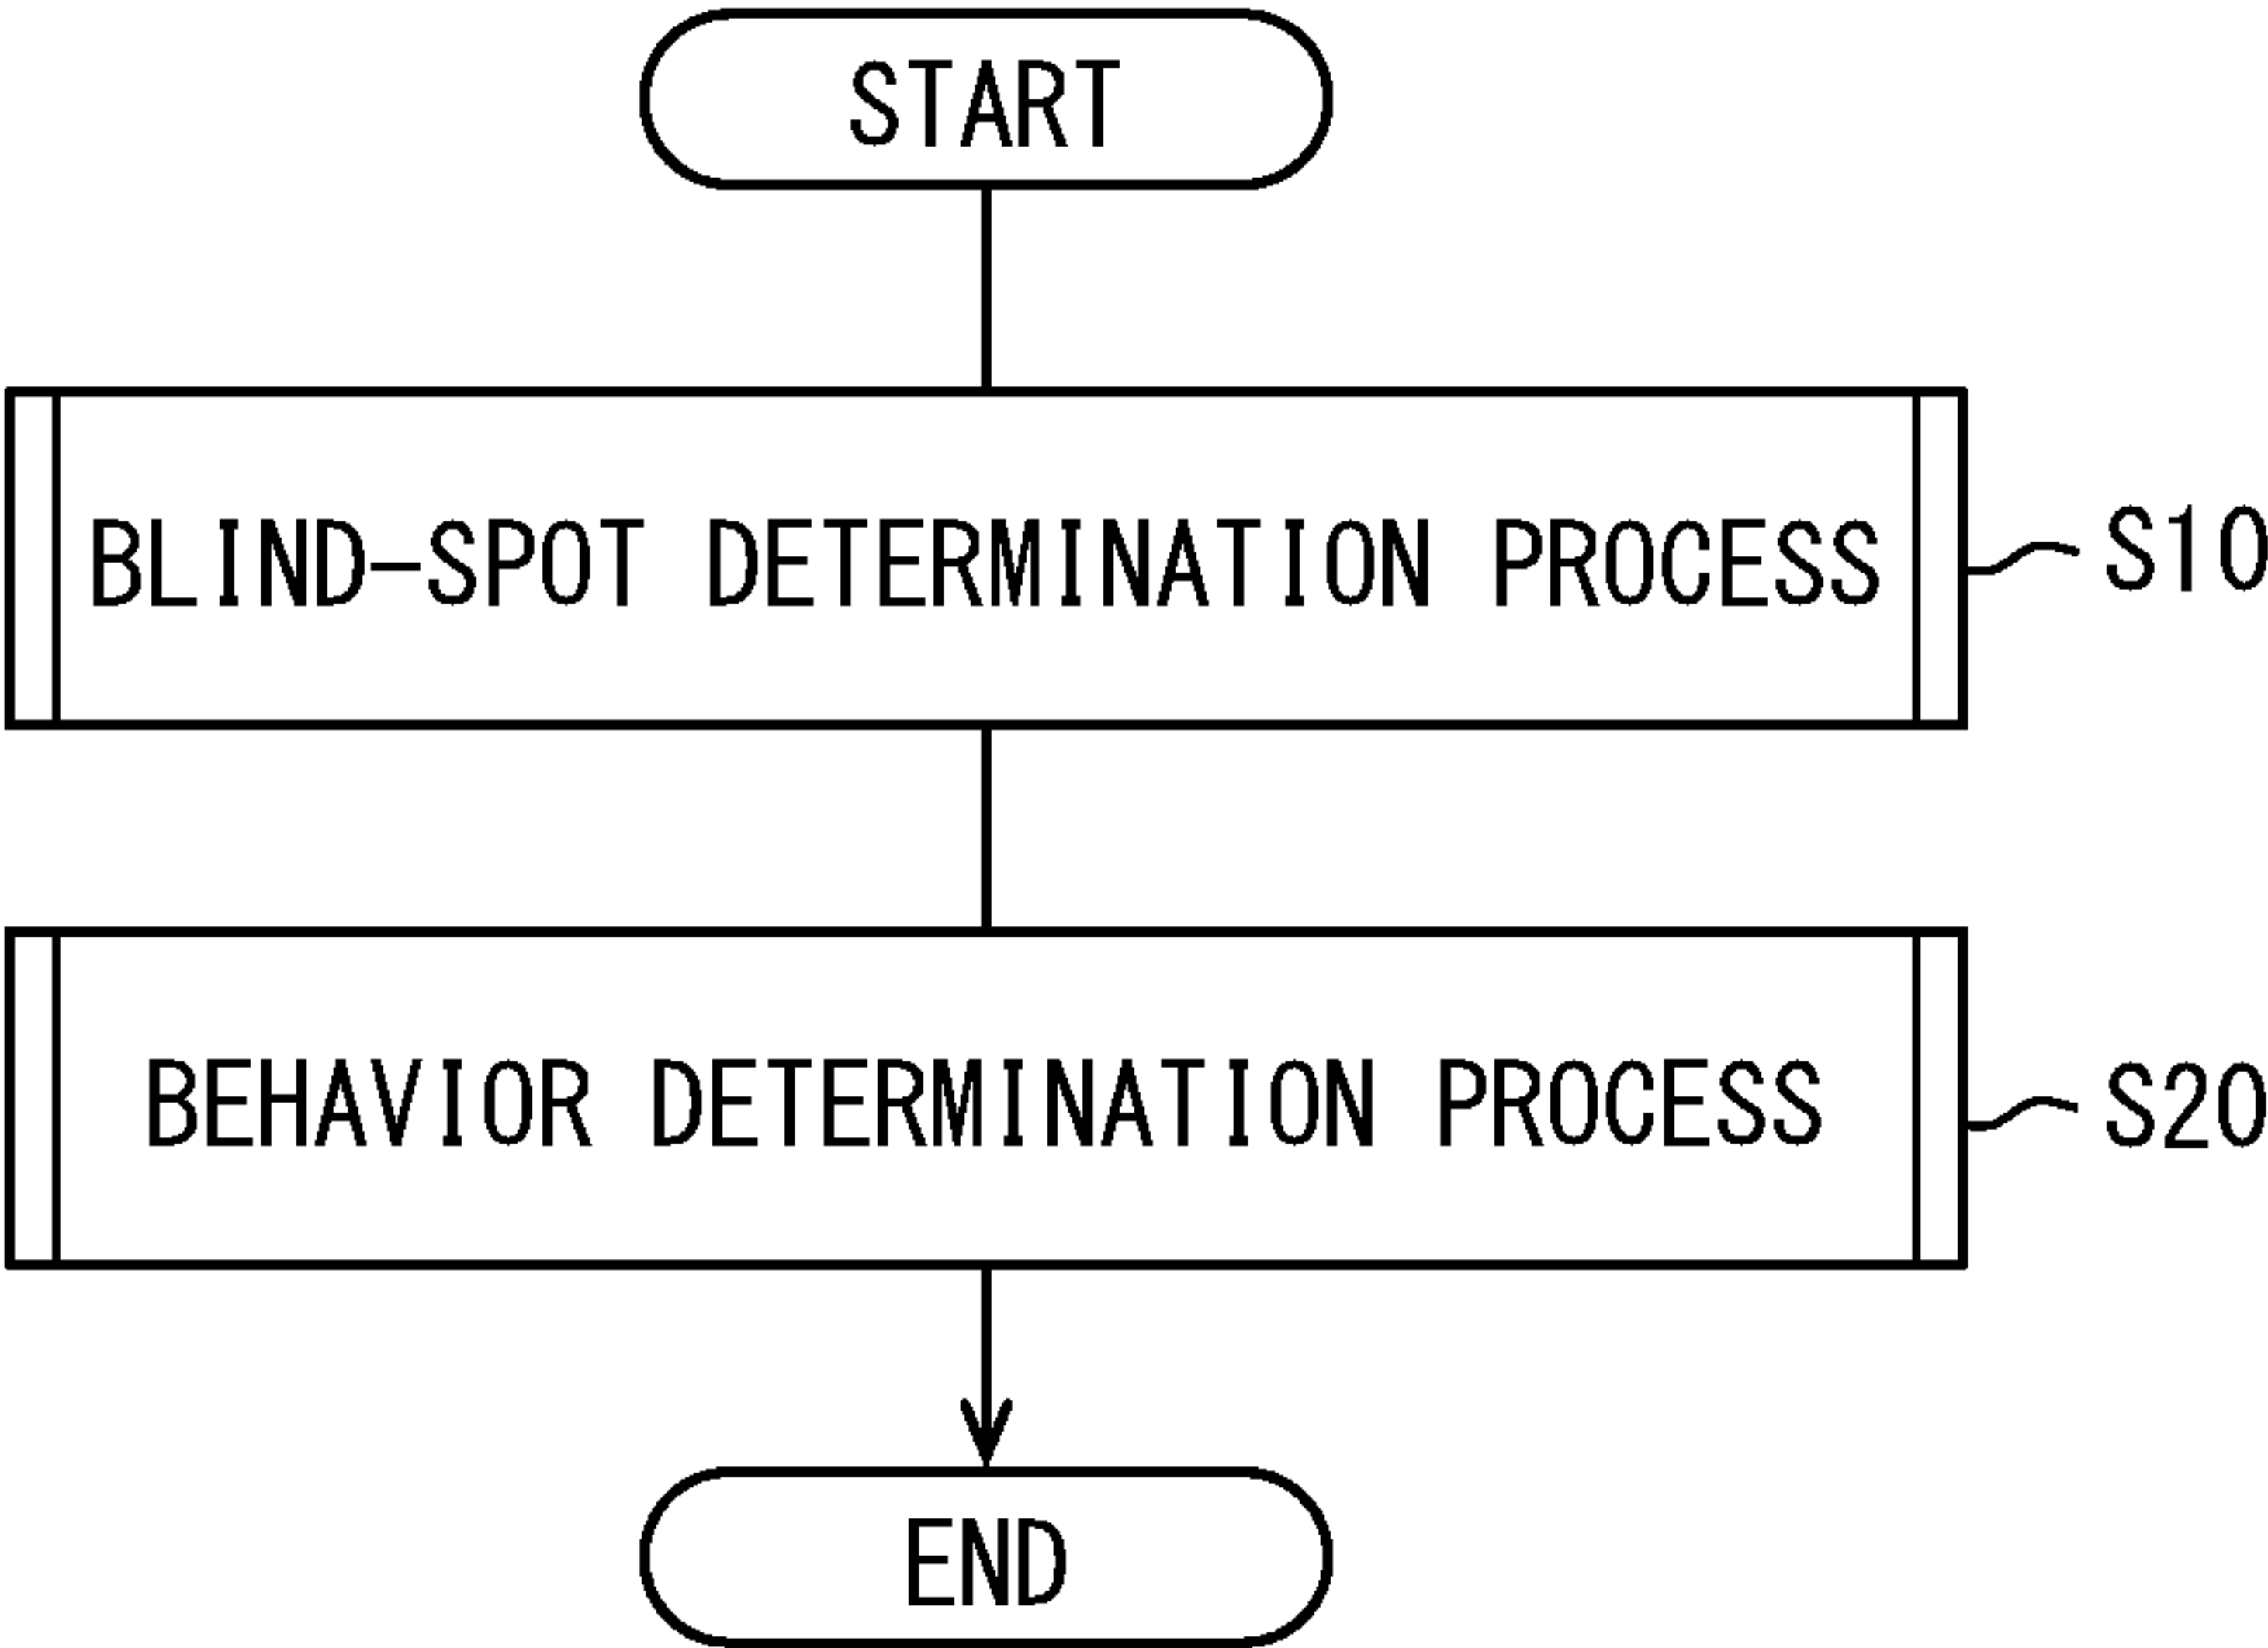 START
BLIND-SPOT DETERMINATION PROCESS
S10
BEHAVIOR DETERMINATION PROCESS
S20
END